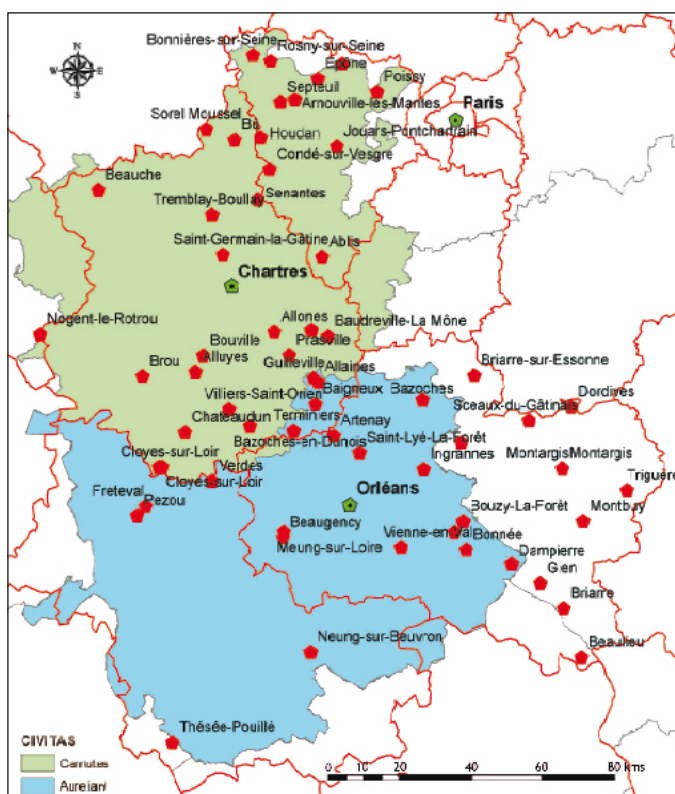 Bonnières-sur-Seine
Rosny-sur-Seine
N
W E
S
Épône
Poissy
Septeuil
Arnouville-les-Mantes
Paris
Sorel Moussel
Bû
Houdan
Jouars-Pontchartrain
Condé-sur-Vesgre
Beauche
Senantes
Tremblay-Boullay
Saint-Germain-la-Gâtine
Ablis
Chartres
Nogent-le-Rotrou
Allones
Baudreville-La Mône
Bouville
Prasville
Brou
Alluyes
Guilleville
Allaines
Briarre-sur-Essonne
Baigneux
Bazoches
Dordives
Villiers-Saint-Orien
Sceaux-du-Gâtinais
Chateaudun
Terminiers
Artenay
Bazoches-en-Dunois
Saint-Lyé-La-Forêt
Cloyes-sur-Loir
Verdes
Ingrannes
Montargis
Montargis
Cloyes-sur-Loir
Triguère
Freteval
Pezou
Orléans
Bouzy-La-Forêt
Montbuy
Beaugency
Vienne-en-Val
Bonnée
Meung-sur-Loire
Dampierre
Gien
Briarre
Neung-sur-Beuvron
Beaulieu
Thésée-Pouillé
CIVITAS
Carnutes
Aureliani
0 10 20 40 60 80 kms